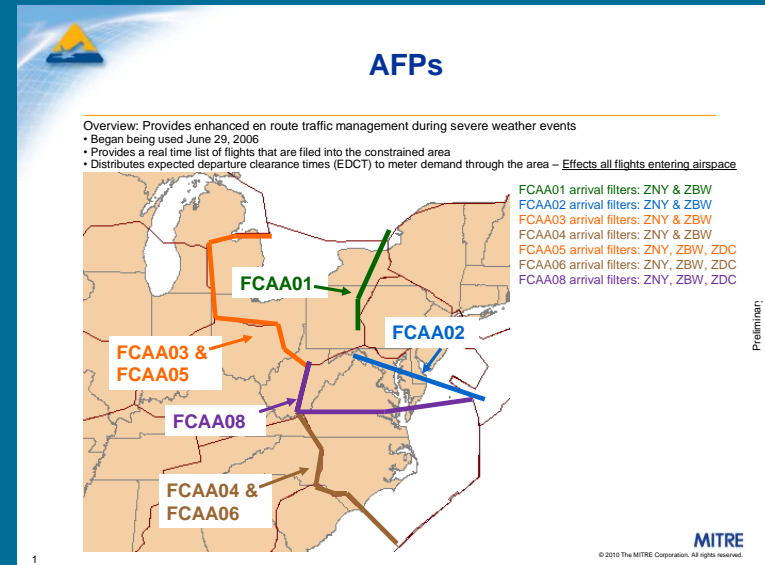 AFPs
Overview: Provides enhanced en route traffic management during severe weather events
• Began being used June 29, 2006
• Provides a real time list of flights that are filed into the constrained area
• Distributes expected departure clearance times (EDCT) to meter demand through the area – Effects all flights entering airspace
FCAA01 arrival filters: ZNY & ZBW
FCAA02 arrival filters: ZNY & ZBW
FCAA03 arrival filters: ZNY & ZBW
FCAA04 arrival filters: ZNY & ZBW
FCAA05 arrival filters: ZNY, ZBW, ZDC
FCAA06 arrival filters: ZNY, ZBW, ZDC
FCAA08 arrival filters: ZNY, ZBW, ZDC
FCAA01
FCAA02
FCAA03 &
FCAA05
FCAA08
FCAA04 &
FCAA06
Preliminary
MITRE
© 2010 The MITRE Corporation. All rights reserved.
1